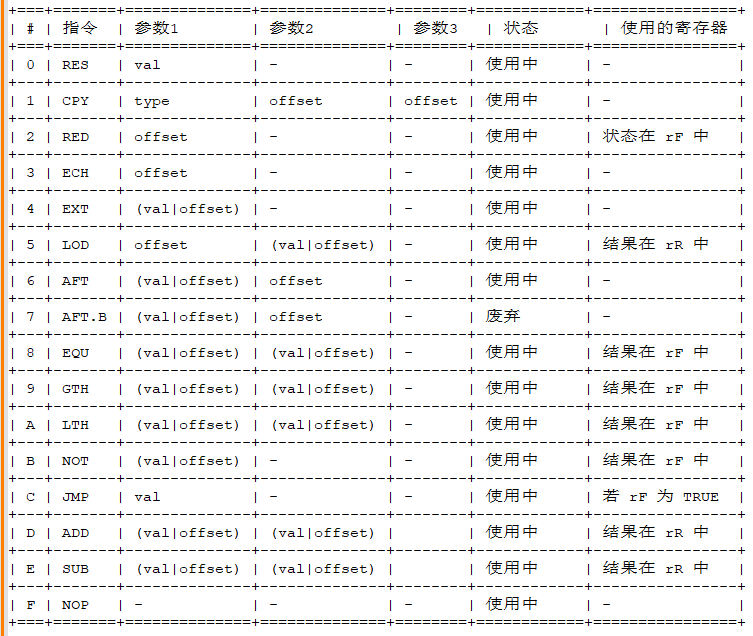 +===+=======+==============+==============+========+============+================+
| # | 指令 | 参数1 | 参数2 | 参数3 | 状态 | 使用的寄存器
+===+=======+==============+==============+========+============+================+
| 0 | RES | val | - | - | 使用中 | - |
+---+-------+--------------+--------------+--------+------------+----------------+
| 1 | CPY | type | offset | offset | 使用中 | - |
+---+-------+--------------+--------------+--------+------------+----------------+
| 2 | RED | offset | - | - | 使用中 | 状态在 rF 中 |
+---+-------+--------------+--------------+--------+------------+----------------+
| 3 | ECH | offset | - | - | 使用中 | - |
+---+-------+--------------+--------------+--------+------------+----------------+
| 4 | EXT | (val|offset) | - | - | 使用中 | - |
+---+-------+--------------+--------------+--------+------------+----------------+
| 5 | LOD | offset | (val|offset) | - | 使用中 | 结果在 rR 中 |
+---+-------+--------------+--------------+--------+------------+----------------+
| 6 | AFT | (val|offset) | offset | - | 使用中 | - |
+---+-------+--------------+--------------+--------+------------+----------------+
| 7 | AFT.B | (val|offset) | offset | - | 废弃 | - |
+---+-------+--------------+--------------+--------+------------+----------------+
| 8 | EQU | (val|offset) | (val|offset) | - | 使用中 | 结果在 rF 中 |
+---+-------+--------------+--------------+--------+------------+----------------+
| 9 | GTH | (val|offset) | (val|offset) | - | 使用中 | 结果在 rF 中 |
+---+-------+--------------+--------------+--------+------------+----------------+
| A | LTH | (val|offset) | (val|offset) | - | 使用中 | 结果在 rF 中 |
+---+-------+--------------+--------------+--------+------------+----------------+
| B | NOT | (val|offset) | - | - | 使用中 | 结果在 rF 中 |
+---+-------+--------------+--------------+--------+------------+----------------+
| C | JMP | val | - | - | 使用中 | 若 rF 为 TRUE |
+---+-------+--------------+--------------+--------+------------+----------------+
| D | ADD | (val|offset) | (val|offset) | | 使用中 | 结果在 rR 中 |
+---+-------+--------------+--------------+--------+------------+----------------+
| E | SUB | (val|offset) | (val|offset) | | 使用中 | 结果在 rR 中 |
+---+-------+--------------+--------------+--------+------------+----------------+
| F | NOP | - | - | - | 使用中 | - |
+===+=======+==============+==============+========+============+================+